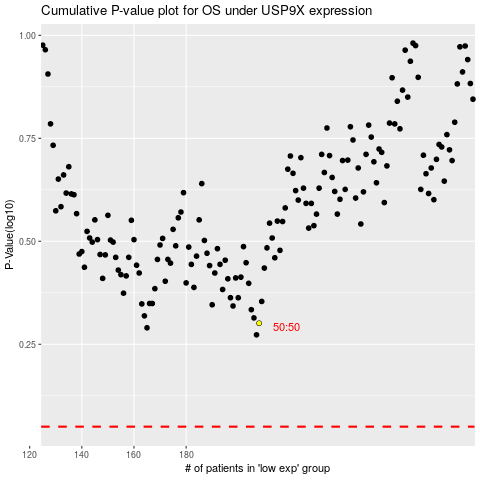 Cumulative P-value plot for OS under USP9X expression
P-Value(log10)
1.00
0.75
0.50
0.25
50:50
120 140 160 180
# of patients in 'low exp' group